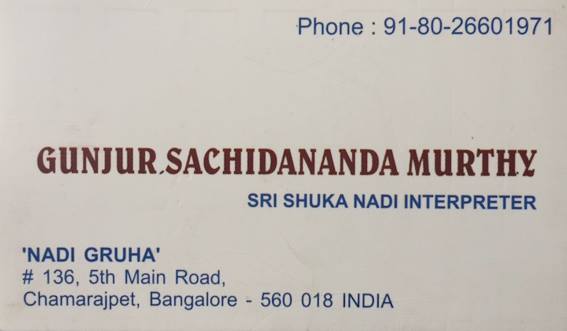 Phone : 91-80-26601971
GUNJUR SACHIDANANDA MURTHY
SRI SHUKA NADI INTERPRETER
'NADI GRUHA'
# 136, 5th Main Road,
Chamarajpet, Bangalore - 560 018 INDIA